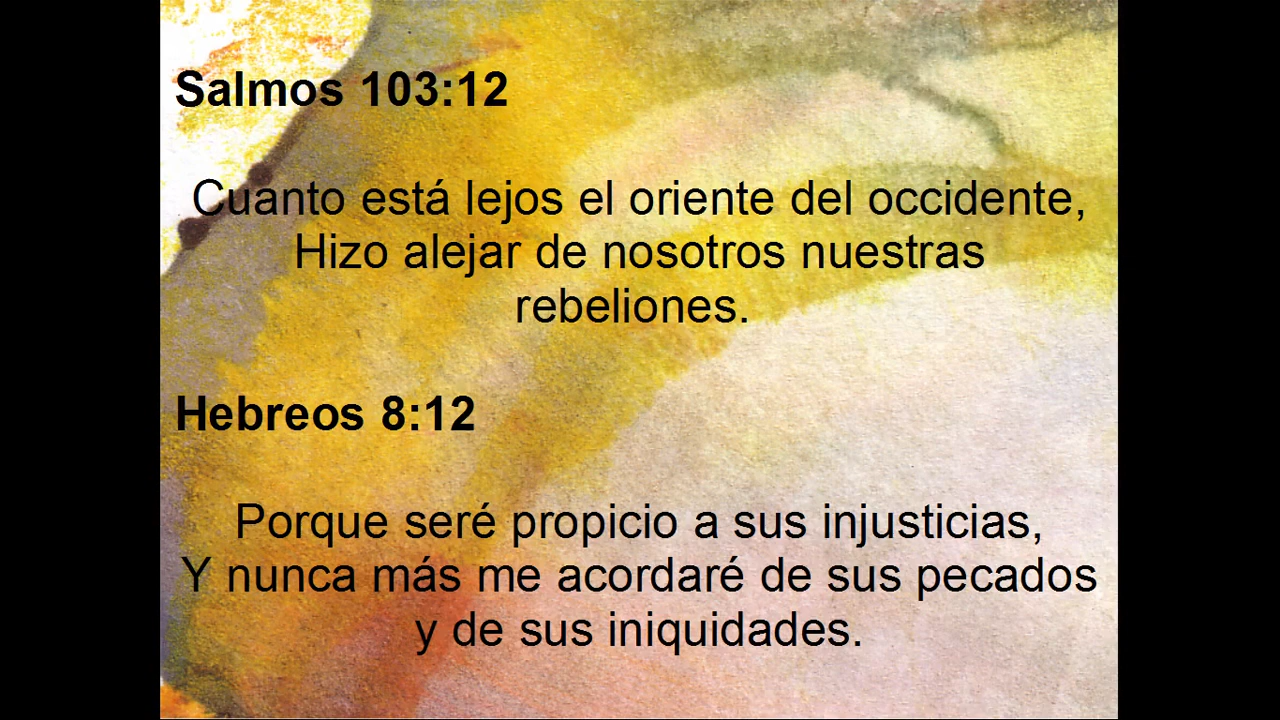 Salmos 103:12
Cuanto está lejos el oriente del occidente,
Hizo alejar de nosotros nuestras
rebeliones.
Hebreos 8:12
Porque seré propicio a sus injusticias,
Y nunca más me acordaré de sus pecados
y de sus iniquidades.